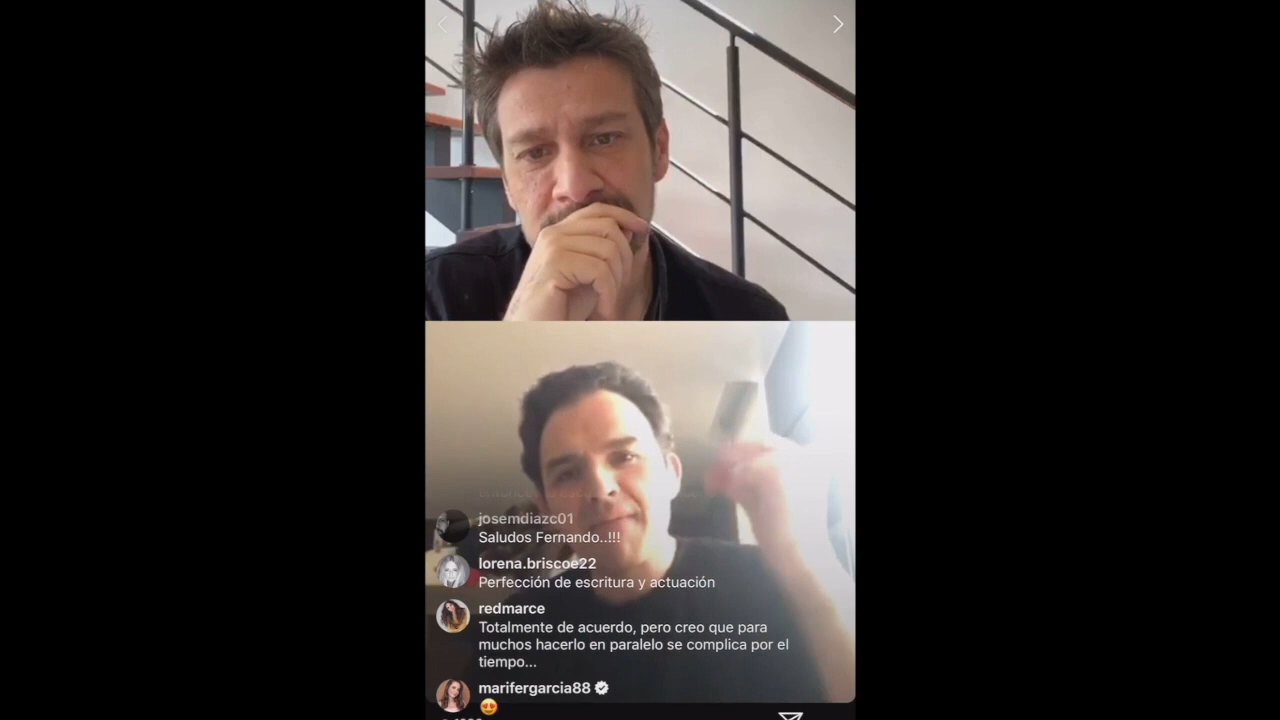 josemdiazc01
Saludos Fernando..!!!
lorena.briscoe22
Perfección de escritura y actuación
redmarce
Totalmente de acuerdo, pero creo que para
muchos hacerlo en paralelo se complica por el
tiempo...
marifergarcia88